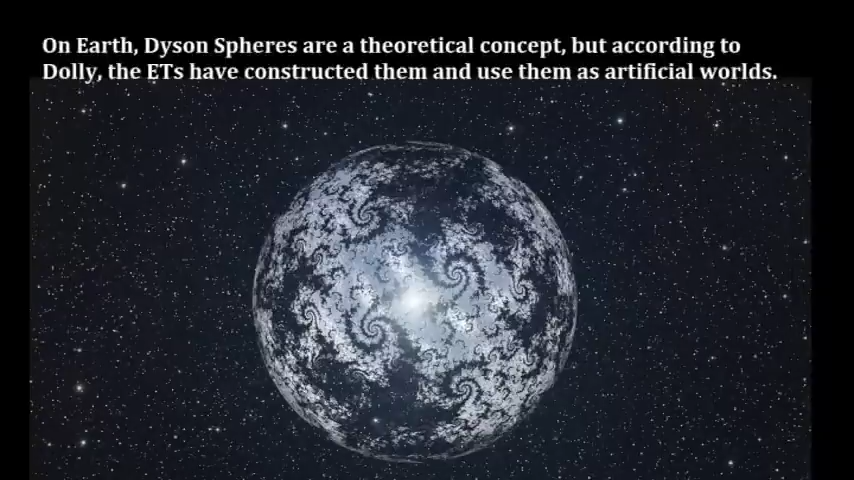 On Earth, Dyson Spheres are a theoretical concept, but according to
Dolly, the ETs have constructed them and use them as artificial worlds.